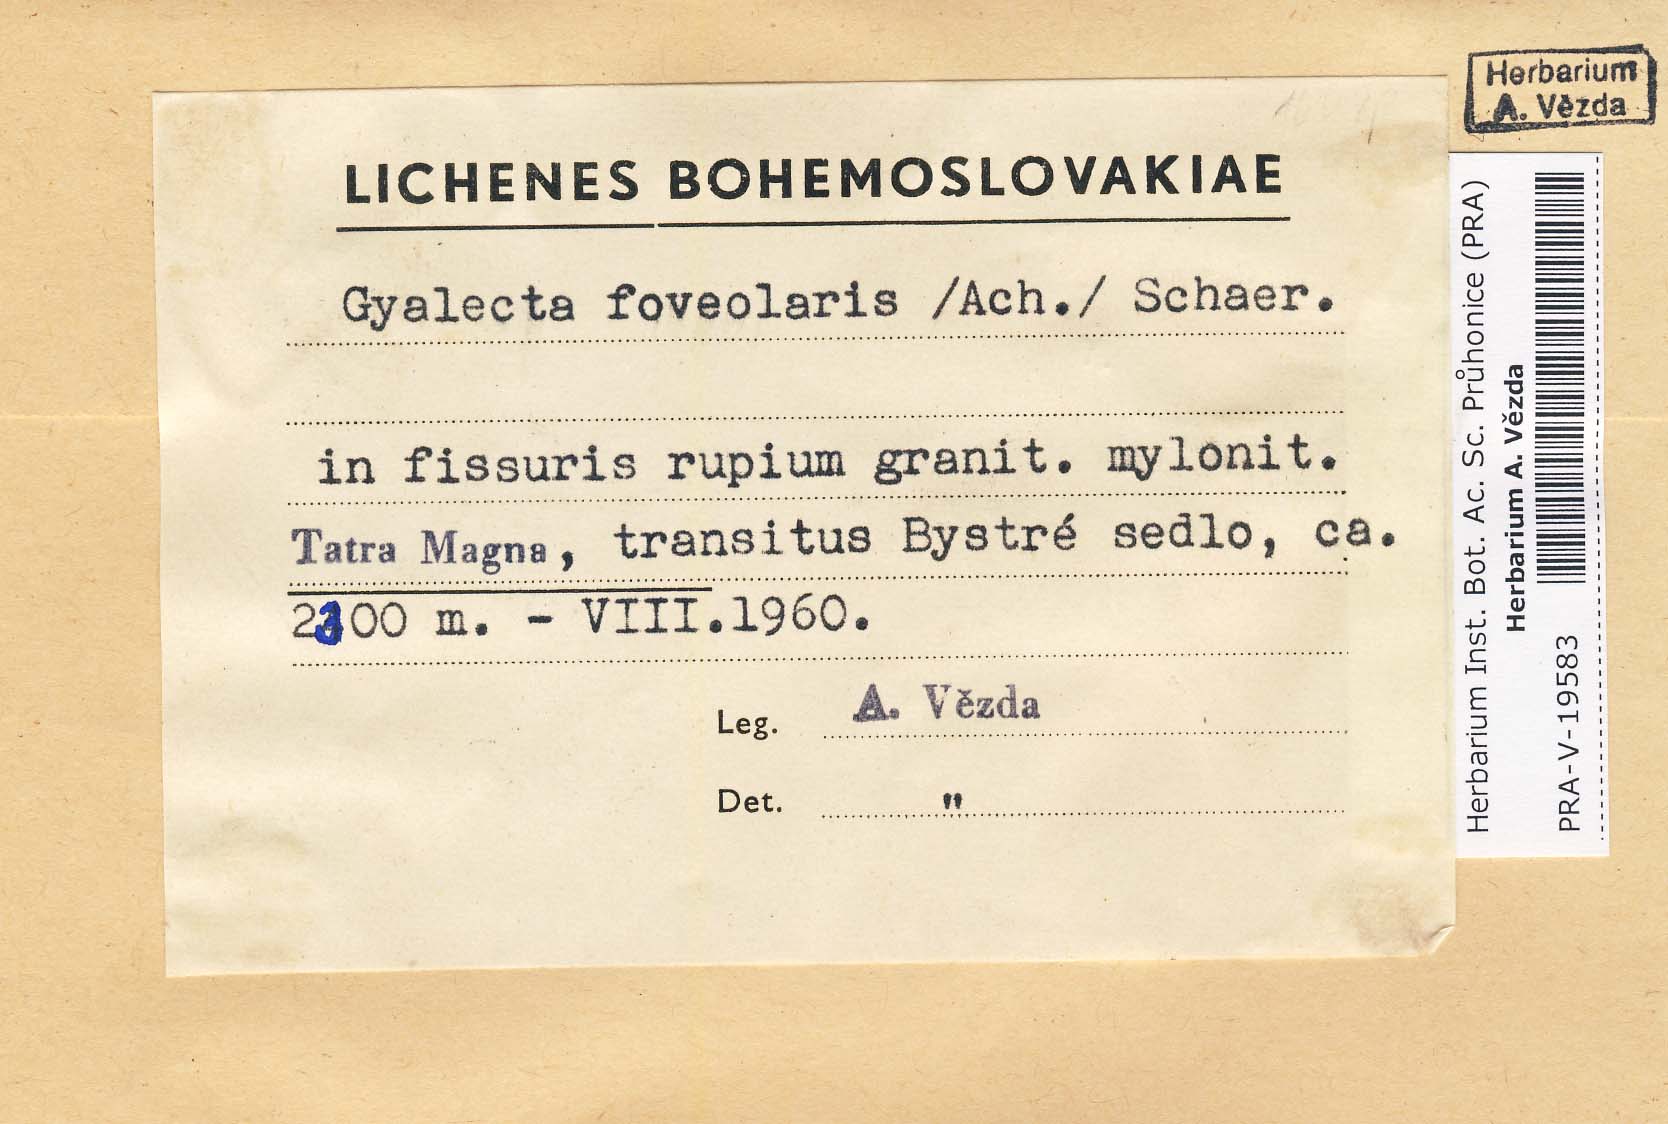 Herbarium
A. Vězda
LICHENES BOHEMOSLOVAKIAE
Gyalecta foveolaris /Ach./ Schaer.
in fissuris rupium granit. mylonit.
Tatra Magna, transitus Bystré sedlo, ca.
2300 m. - VIII.1960.
Leg. A. Vězda
Det. "
Herbarium Inst. Bot. Ac. Sc. Průhonice (PRA)
Herbarium A. Vězda
PRA-V-19583